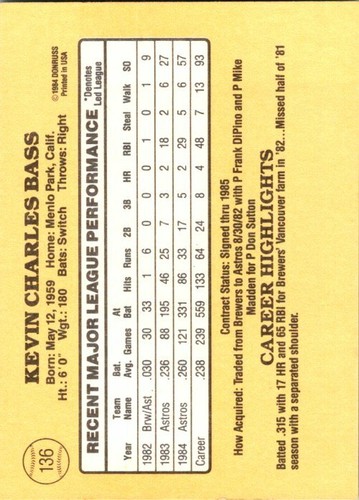 136
KEVIN CHARLES BASS
©1984 DONRUSS
Printed in USA
Born: May 12, 1959 Home: Menlo Park, Calif.
Ht.: 6' 0" Wgt.: 180 Bats: Switch Throws: Right
RECENT MAJOR LEAGUE PERFORMANCE *Denotes Led League
Year Team Name Bat. Avg. Games At Bat Hits Runs 2B 3B HR RBI Steal Walk SO
1982 Brw/Ast. .030 30 33 1 6 0 0 0 1 0 1 9
1983 Astros .236 88 195 46 25 7 3 2 18 2 6 27
1984 Astros .260 121 331 86 33 17 5 2 29 5 6 57
Career .238 239 559 133 64 24 8 4 48 7 13 93
Contract Status: Signed thru 1985
How Acquired: Traded from Brewers to Astros 8/30/82 with P Frank DiPino and P Mike
Madden for P Don Sutton
CAREER HIGHLIGHTS
Batted .315 with 17 HR and 65 RBI for Brewers' Vancouver farm in '82...Missed half of '81
season with a separated shoulder.